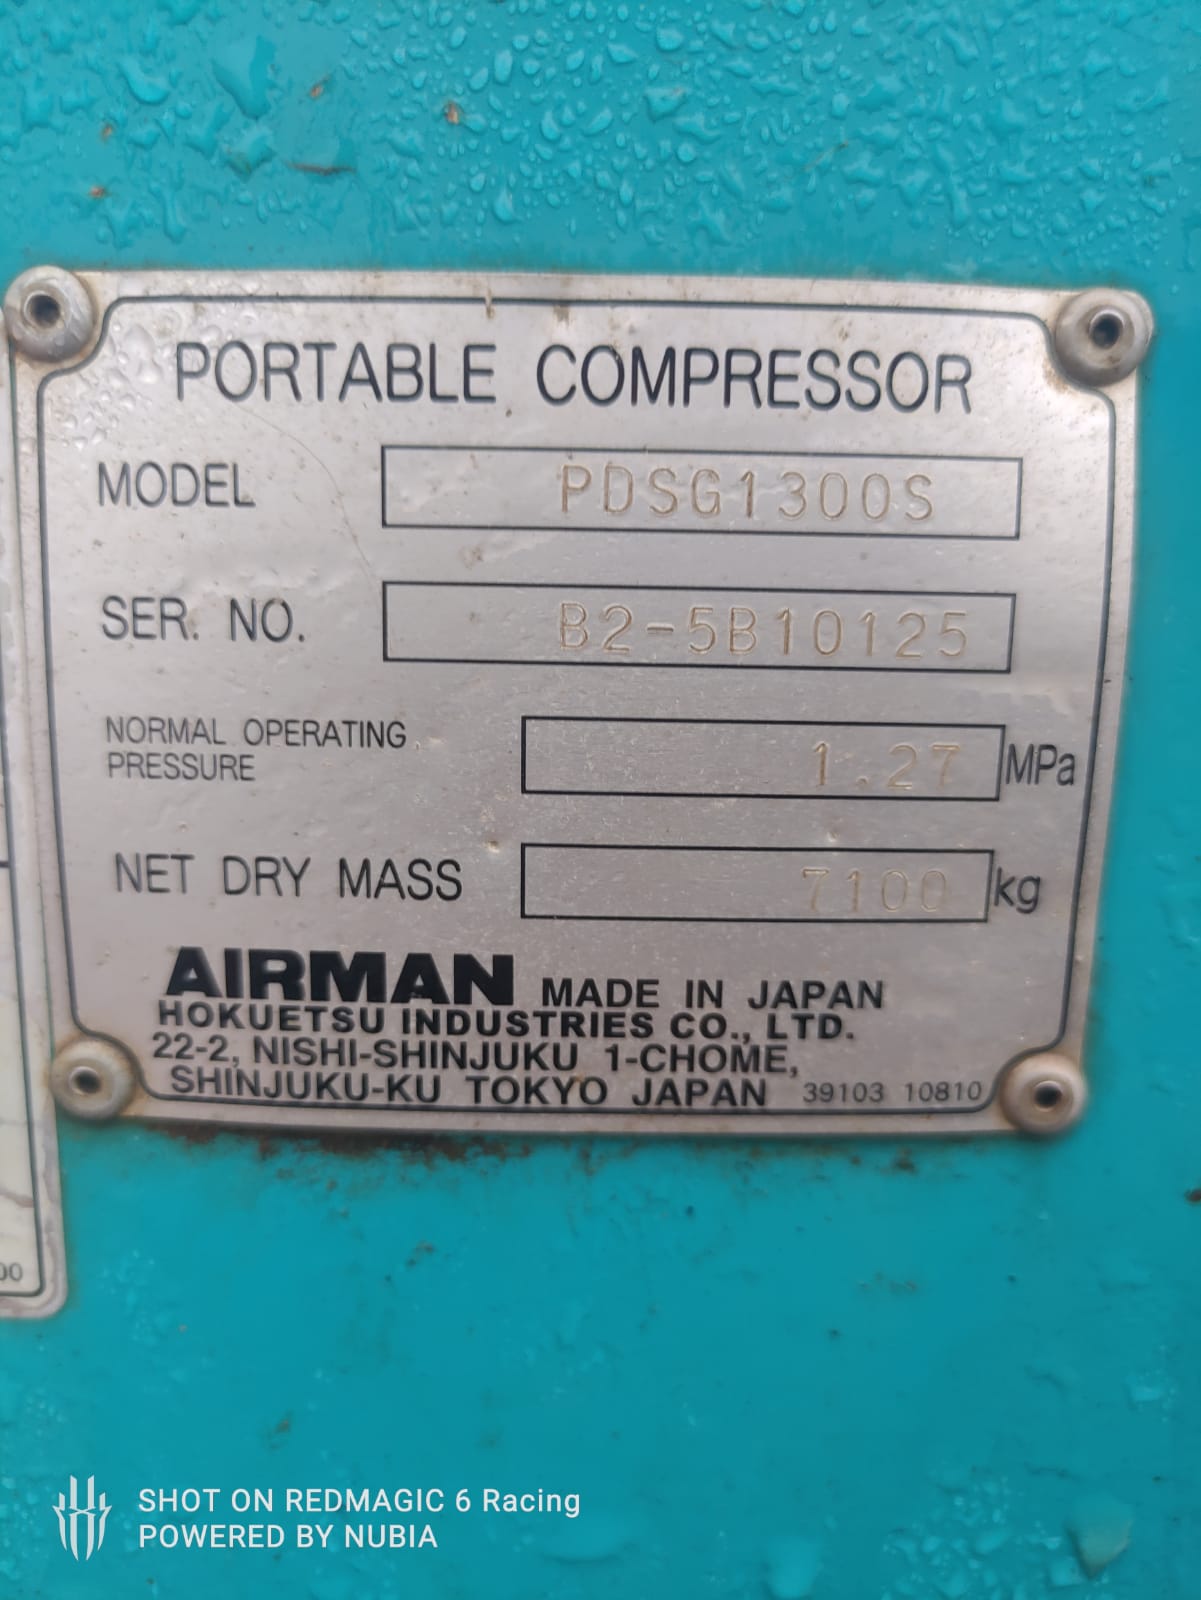 PORTABLE COMPRESSOR
MODEL PDSG1300S
SER. NO. B2-5B10125
NORMAL OPERATING
PRESSURE 1.27 MPa
NET DRY MASS 7100 kg
AIRMAN MADE IN JAPAN
HOKUETSU INDUSTRIES CO., LTD.
22-2, NISHI-SHINJUKU 1-CHOME,
SHINJUKU-KU TOKYO JAPAN 39103 10810
00
SHOT ON REDMAGIC 6 Racing
POWERED BY NUBIA